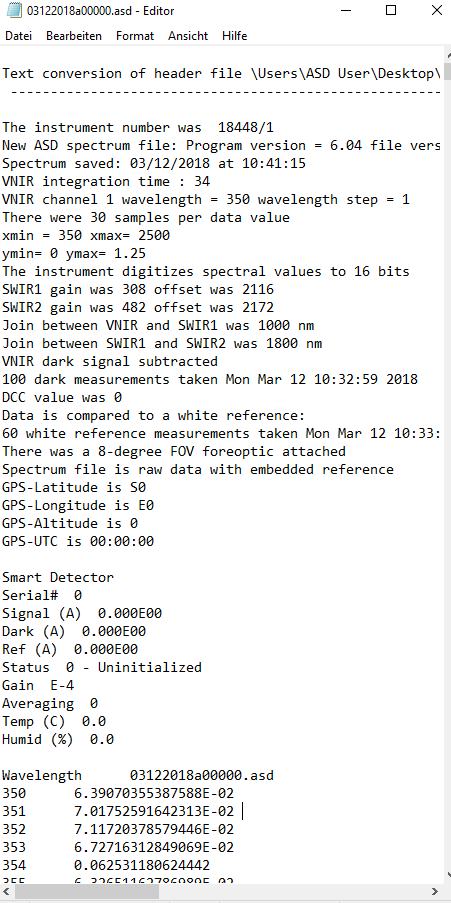 03122018a00000.asd - Editor
Datei Bearbeiten Format Ansicht Hilfe
Text conversion of header file \Users\ASD User\Desktop\
------------------------------------------------------
The instrument number was  18448/1
New ASD spectrum file: Program version = 6.04 file vers
Spectrum saved: 03/12/2018 at 10:41:15
VNIR integration time : 34
VNIR channel 1 wavelength = 350 wavelength step = 1
There were 30 samples per data value
xmin = 350 xmax= 2500
ymin= 0 ymax= 1.25
The instrument digitizes spectral values to 16 bits
SWIR1 gain was 308 offset was 2116
SWIR2 gain was 482 offset was 2172
Join between VNIR and SWIR1 was 1000 nm
Join between SWIR1 and SWIR2 was 1800 nm
VNIR dark signal subtracted
100 dark measurements taken Mon Mar 12 10:32:59 2018
DCC value was 0
Data is compared to a white reference:
60 white reference measurements taken Mon Mar 12 10:33:
There was a 8-degree FOV foreoptic attached
Spectrum file is raw data with embedded reference
GPS-Latitude is S0
GPS-Longitude is E0
GPS-Altitude is 0
GPS-UTC is 00:00:00
Smart Detector
Serial#  0
Signal (A)  0.000E00
Dark (A)  0.000E00
Ref (A)  0.000E00
Status  0 - Uninitialized
Gain  E-4
Averaging  0
Temp (C)  0.0
Humid (%)  0.0
Wavelength      03122018a00000.asd
350      6.39070355387588E-02
351      7.01752591642313E-02
352      7.11720378579446E-02
353      6.72716312849069E-02
354      0.062531180624442
355      6.32651162786989E-02